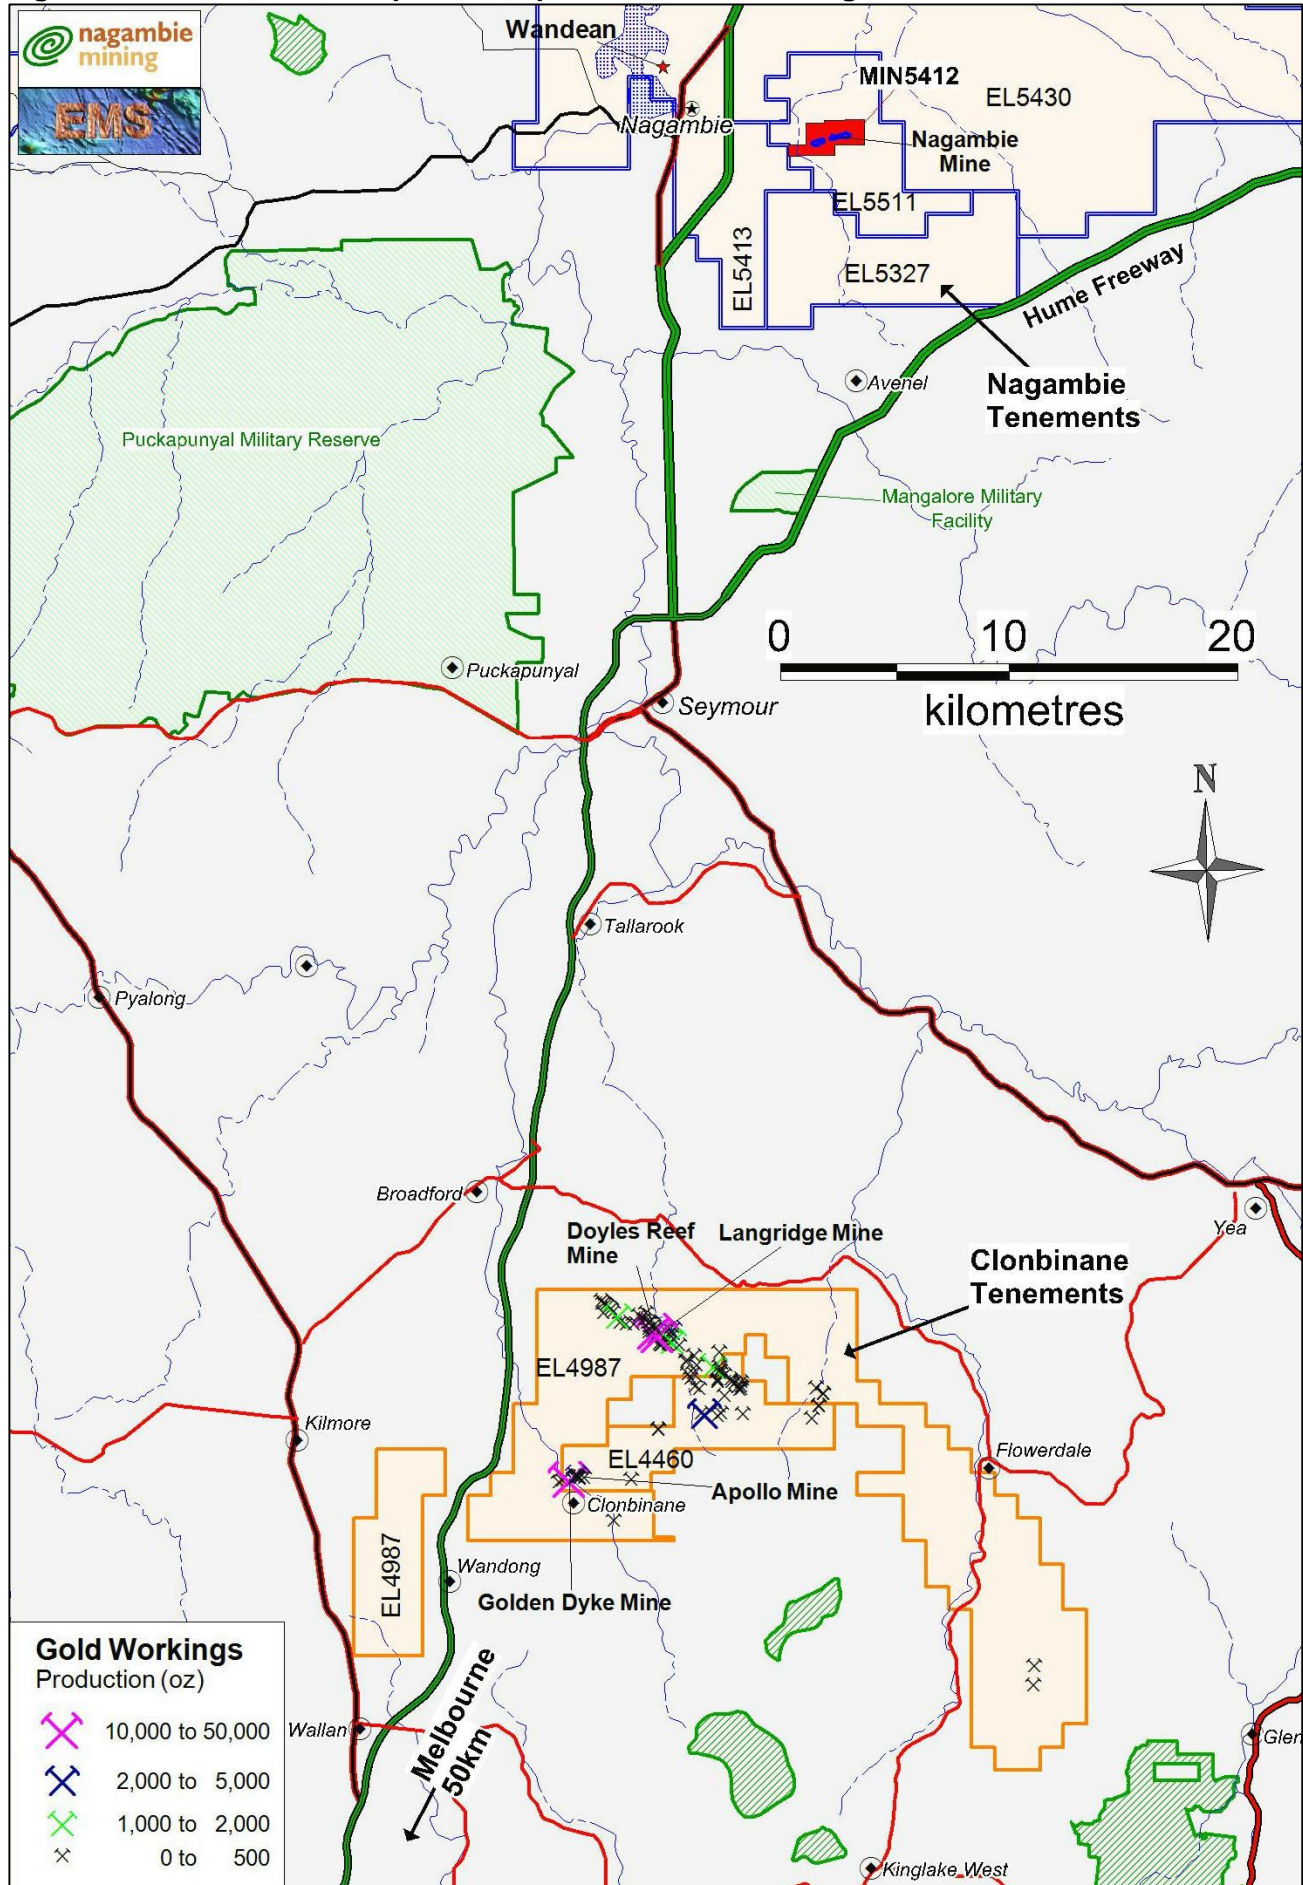 nagambie
mining
EMS
Wandean
Nagambie
MIN5412
EL5430
Nagambie
Mine
EL5511
EL5413
EL5327
Hume Freeway
Nagambie
Tenements
Avenel
Puckapunyal Military Reserve
Mangalore Military
Facility
0 10 20
kilometres
Puckapunyal
Seymour
N
Tallarook
Pyalong
Broadford
Yea
Doyles Reef
Mine
Langridge Mine
Clonbinane
Tenements
EL4987
Kilmore
EL4460
Flowerdale
Apollo Mine
Clonbinane
EL4987
Wandong
Golden Dyke Mine
Gold Workings
Production (oz)
10,000 to 50,000
2,000 to 5,000
1,000 to 2,000
0 to 500
Wallan
Melbourne
50km
Glen
Kinglake West